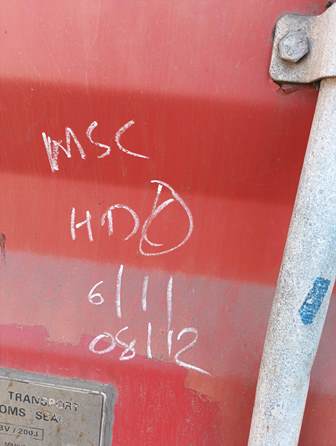 MSC
HD D
6/11/
08/12
TRANSPORT
OMS SEA